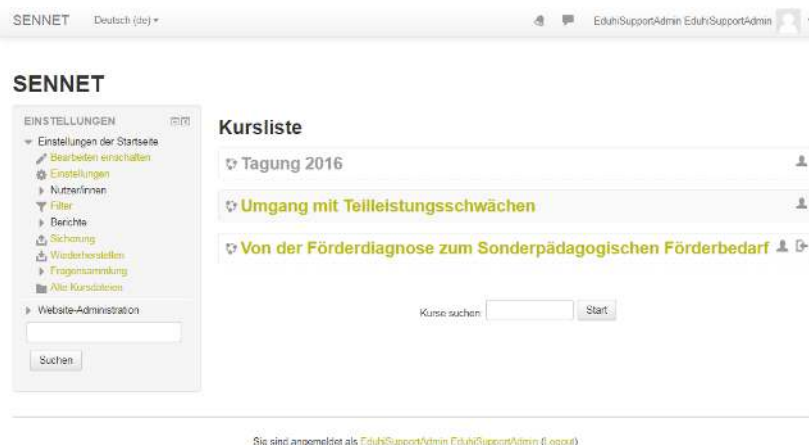 SENNET Deutsch (de)
EduhiSupportAdmin EduhiSupportAdmin
SENNET
EINSTELLUNGEN
Einstellungen der Startseite
Bearbeiten einschalten
Einstellungen
Nutzer/innen
Filter
Berichte
Sicherung
Wiederherstellen
Fragensammlung
Alte Kursdateien
Website-Administration
Suchen
Kursliste
Tagung 2016
Umgang mit Teilleistungsschwächen
Von der Förderdiagnose zum Sonderpädagogischen Förderbedarf
Kurse suchen: Start
Sie sind angemeldet als EduhiSupportAdmin EduhiSupportAdmin (Logout)